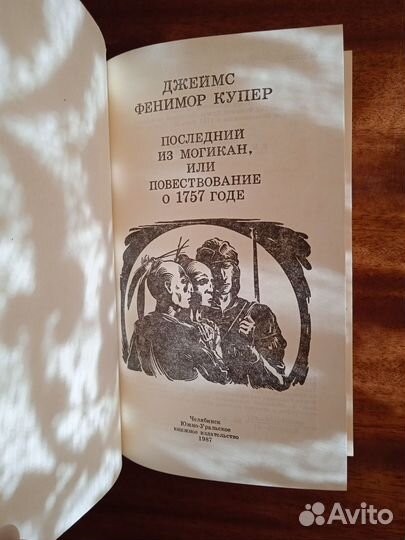 ДЖЕЙМС
ФЕНИМОР КУПЕР
ПОСЛЕДНИЙ
ИЗ МОГИКАН,
ИЛИ
ПОВЕСТВОВАНИЕ
О 1757 ГОДЕ
Челябинск
Южно-Уральское
книжное издательство
1987
Avito